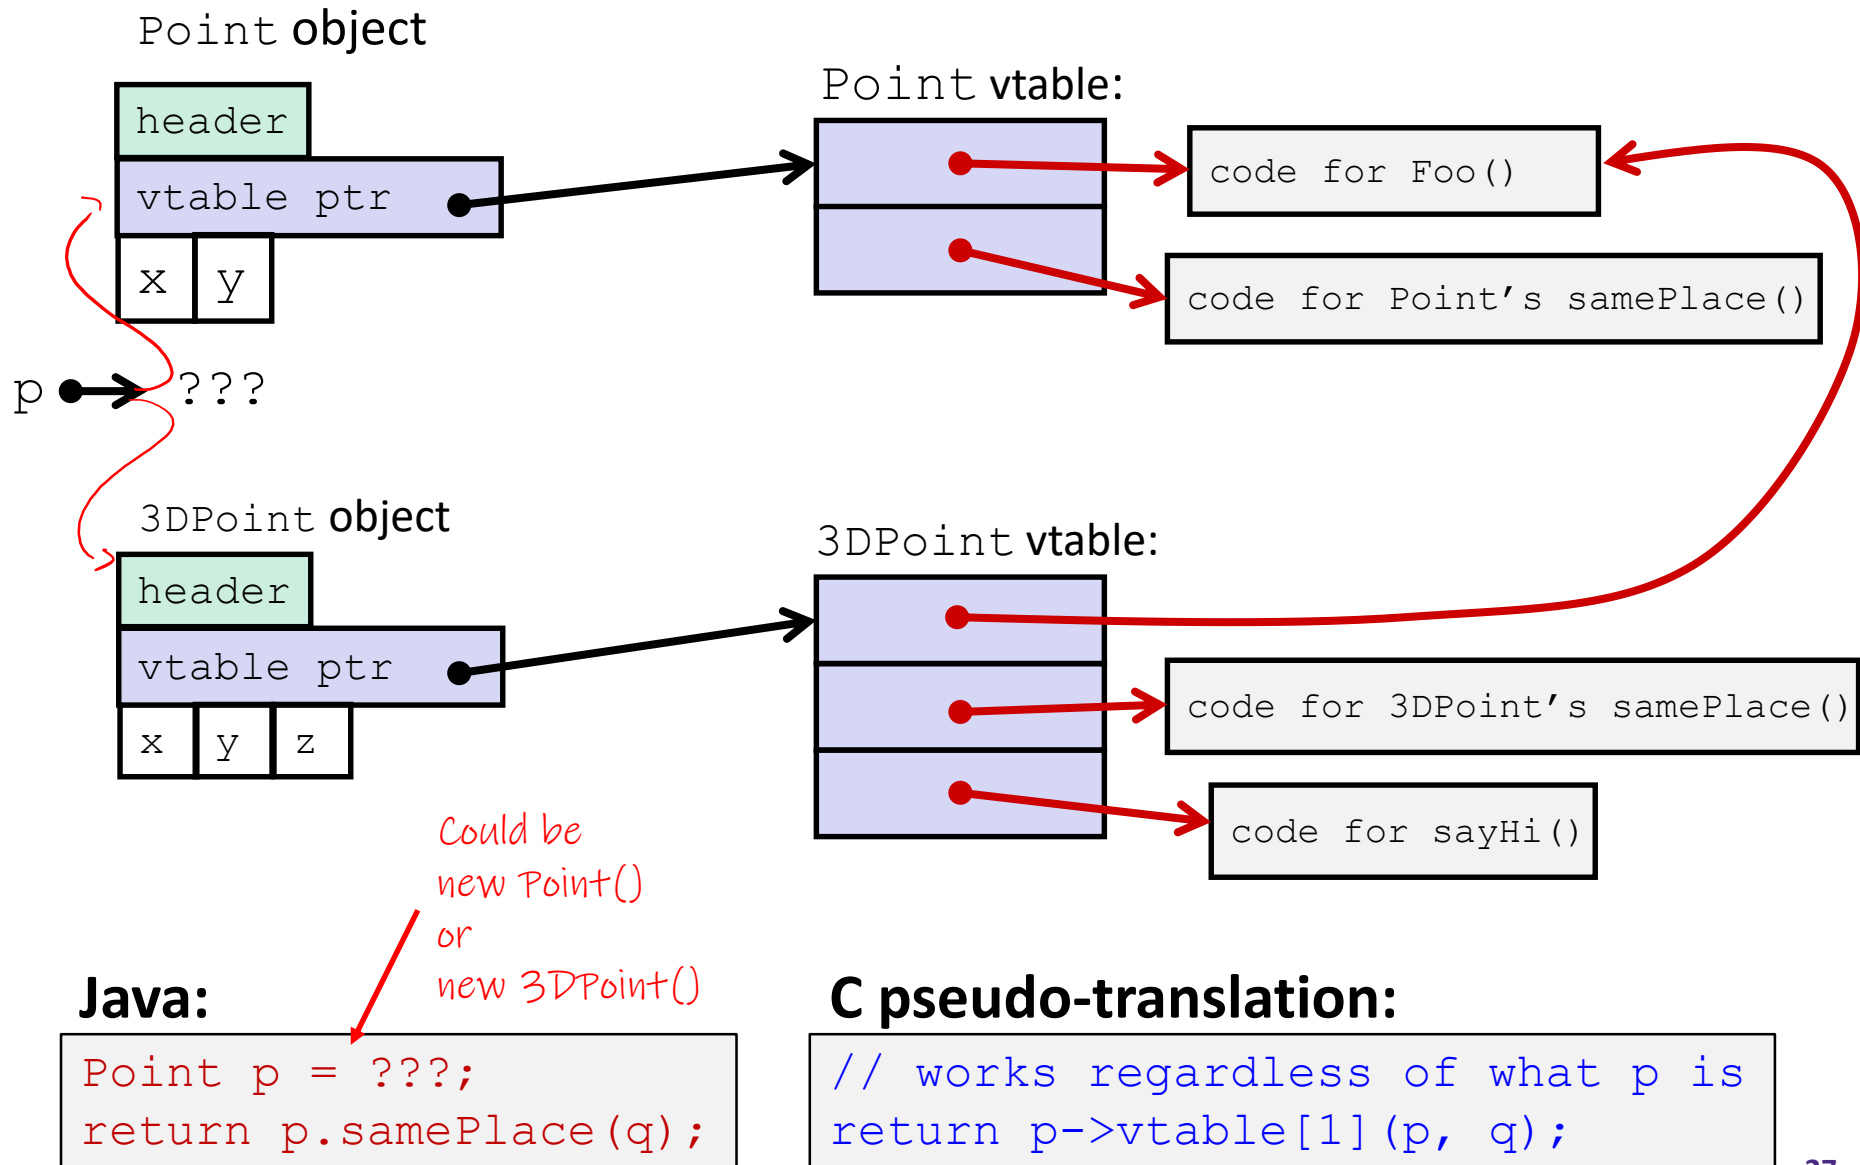 Point object
header
vtable ptr
x y
Point vtable:
code for Foo()
code for Point’s samePlace()
p ???
3DPoint object
header
vtable ptr
x y z
3DPoint vtable:
code for 3DPoint’s samePlace()
code for sayHi()
Could be
new Point()
or
new 3DPoint()
Java:
Point p = ???;
return p.samePlace(q);
C pseudo-translation:
// works regardless of what p is
return p->vtable[1](p, q);